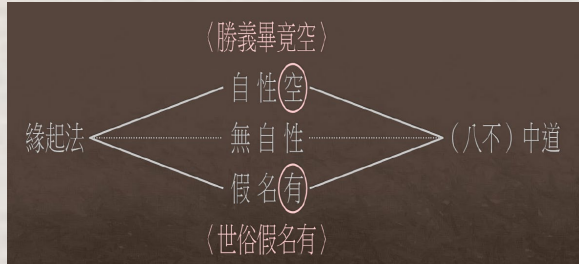 〈勝義畢竟空〉
自性空
緣起法 無自性 （八不）中道
假名有
〈世俗假名有〉